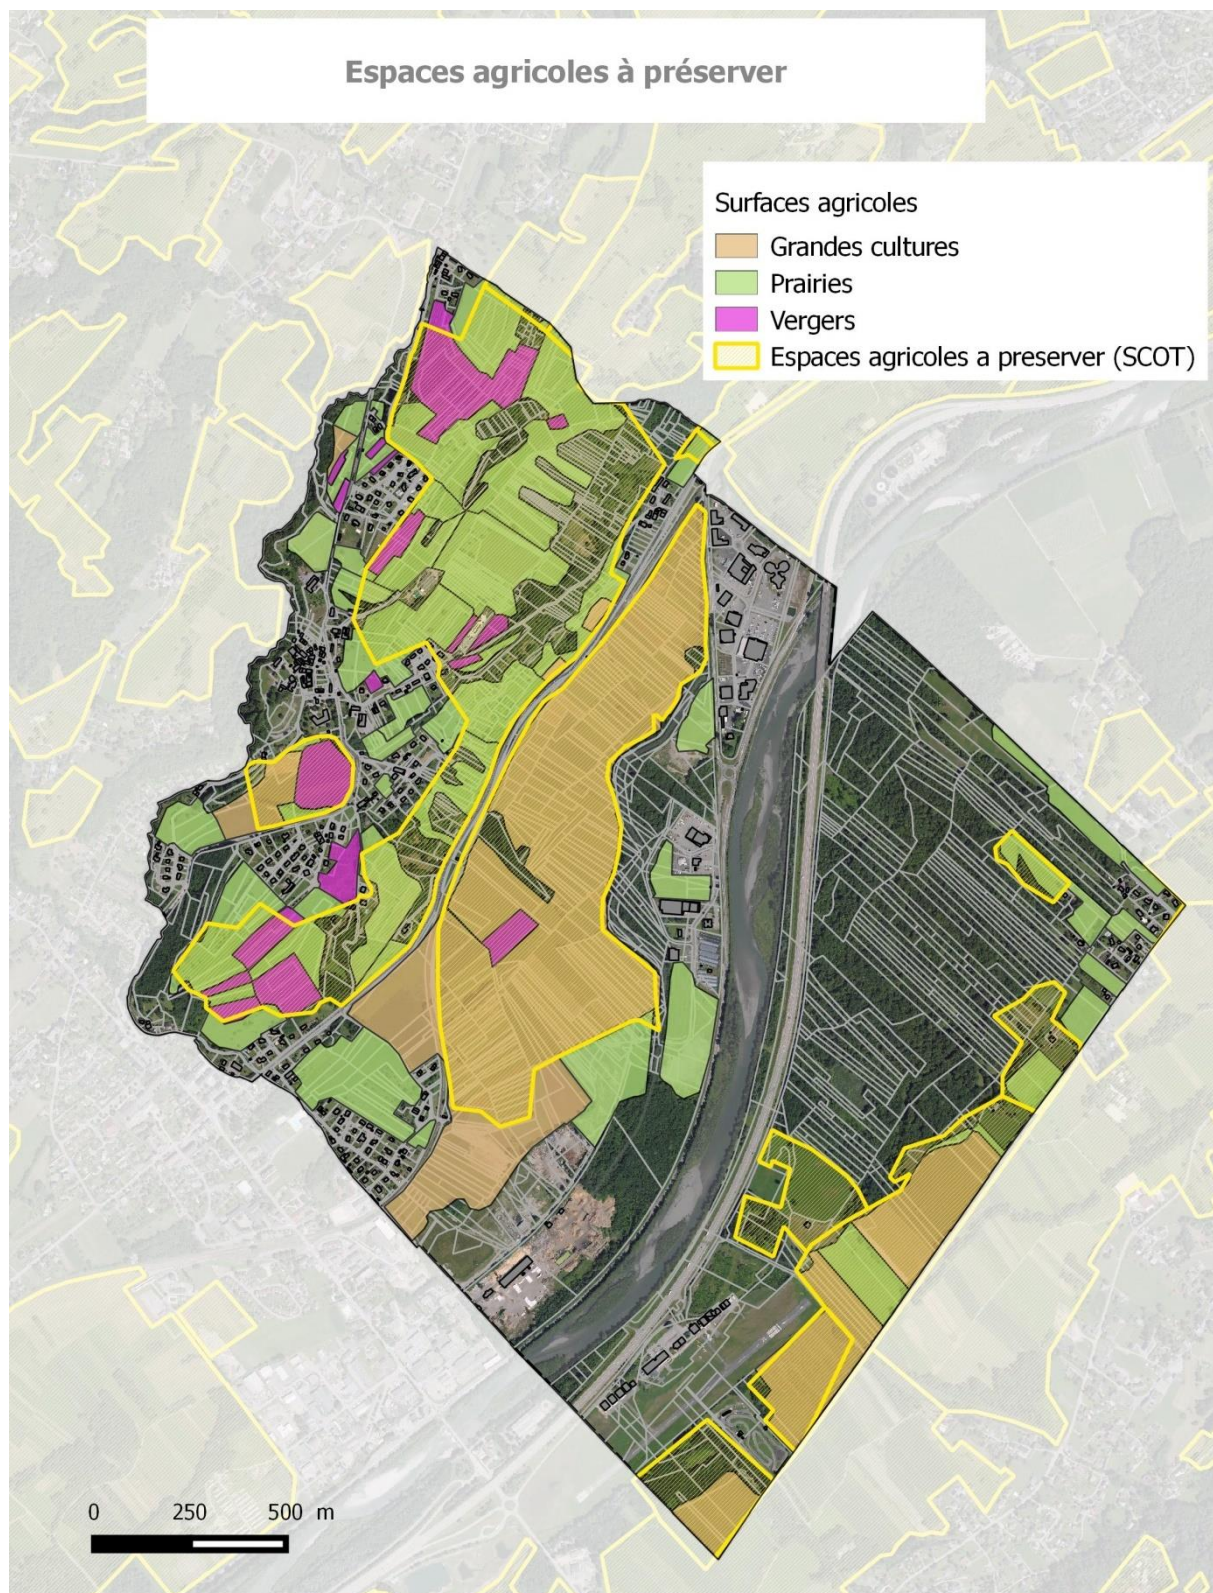 Espaces agricoles à préserver
Surfaces agricoles
Grandes cultures
Prairies
Vergers
Espaces agricoles a preserver (SCOT)
0 250 500 m